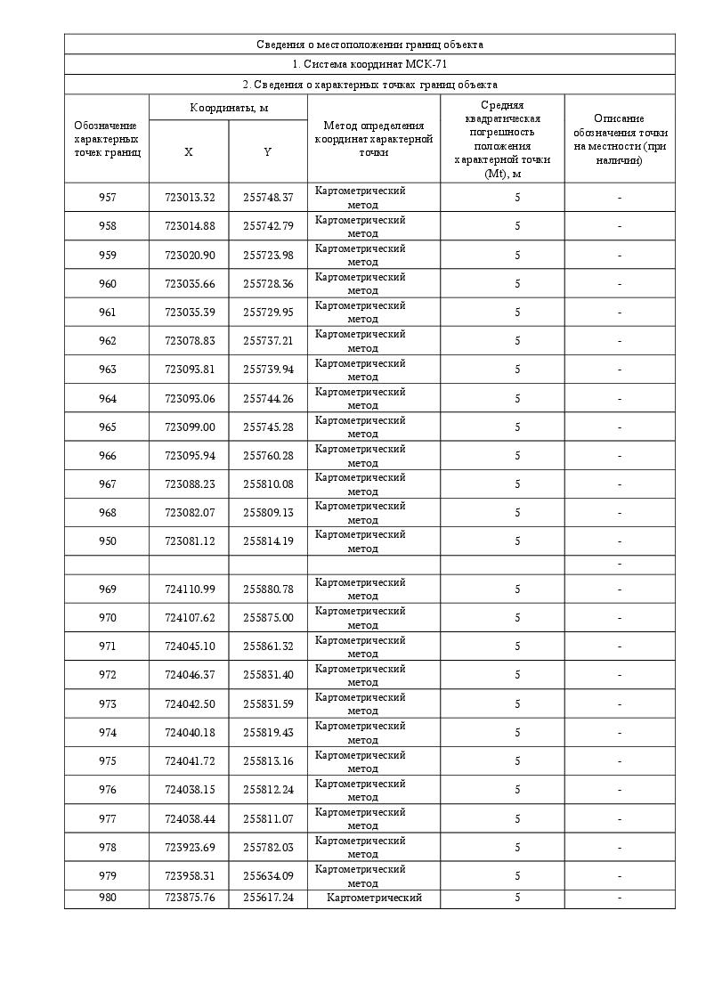 Сведения о местоположении границ объекта
1. Система координат МСК-71
2. Сведения о характерных точках границ объекта
Обозначение характерных точек границ | Координаты, м | Метод определения координат характерной точки | Средняя квадратическая погрешность положения характерной точки (Mt), м | Описание обозначения точки на местности (при наличии)
X | Y
957 | 723013.32 | 255748.37 | Картометрический метод | 5 | -
958 | 723014.88 | 255742.79 | Картометрический метод | 5 | -
959 | 723020.90 | 255723.98 | Картометрический метод | 5 | -
960 | 723035.66 | 255728.36 | Картометрический метод | 5 | -
961 | 723035.39 | 255729.95 | Картометрический метод | 5 | -
962 | 723078.83 | 255737.21 | Картометрический метод | 5 | -
963 | 723093.81 | 255739.94 | Картометрический метод | 5 | -
964 | 723093.06 | 255744.26 | Картометрический метод | 5 | -
965 | 723099.00 | 255745.28 | Картометрический метод | 5 | -
966 | 723095.94 | 255760.28 | Картометрический метод | 5 | -
967 | 723088.23 | 255810.08 | Картометрический метод | 5 | -
968 | 723082.07 | 255809.13 | Картометрический метод | 5 | -
950 | 723081.12 | 255814.19 | Картометрический метод | 5 | -
-
969 | 724110.99 | 255880.78 | Картометрический метод | 5 | -
970 | 724107.62 | 255875.00 | Картометрический метод | 5 | -
971 | 724045.10 | 255861.32 | Картометрический метод | 5 | -
972 | 724046.37 | 255831.40 | Картометрический метод | 5 | -
973 | 724042.50 | 255831.59 | Картометрический метод | 5 | -
974 | 724040.18 | 255819.43 | Картометрический метод | 5 | -
975 | 724041.72 | 255813.16 | Картометрический метод | 5 | -
976 | 724038.15 | 255812.24 | Картометрический метод | 5 | -
977 | 724038.44 | 255811.07 | Картометрический метод | 5 | -
978 | 723923.69 | 255782.03 | Картометрический метод | 5 | -
979 | 723958.31 | 255634.09 | Картометрический метод | 5 | -
980 | 723875.76 | 255617.24 | Картометрический | 5 | -